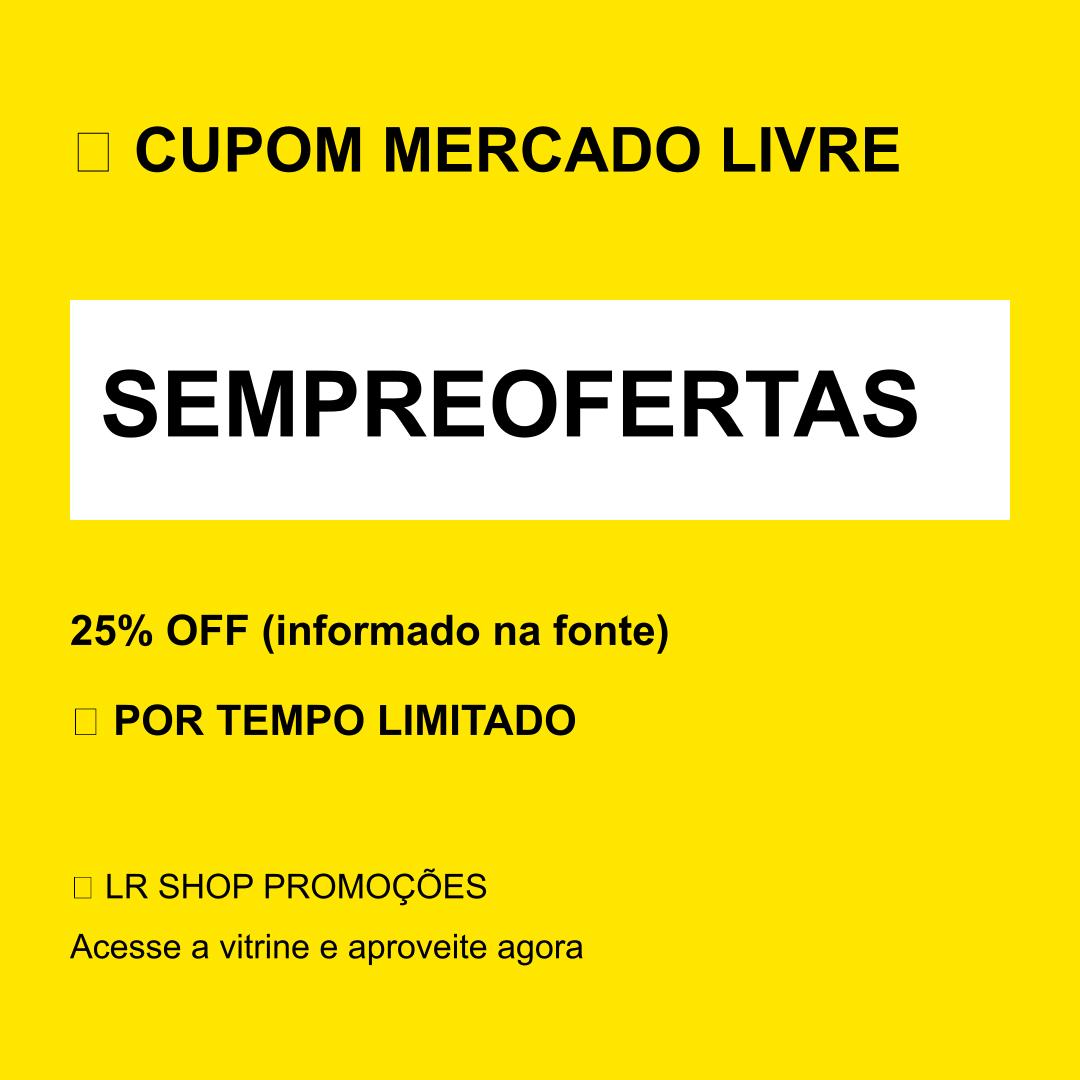 □ CUPOM MERCADO LIVRE
SEMPREOFERTAS
25% OFF (informado na fonte)
□ POR TEMPO LIMITADO
□ LR SHOP PROMOÇÕES
Acesse a vitrine e aproveite agora